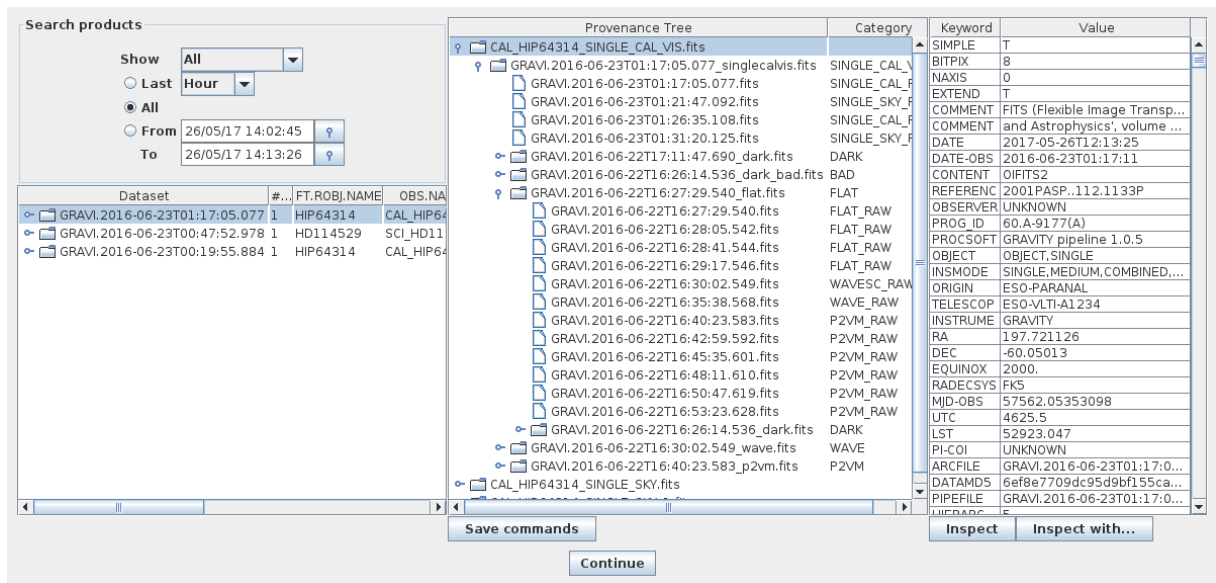 Search products
Show All
Last Hour
All
From 26/05/17 14:02:45
To 26/05/17 14:13:26
Dataset #... FT.ROBJ.NAME OBS.NA
GRAVI.2016-06-23T01:17:05.077 1 HIP64314 CAL_HIP64
GRAVI.2016-06-23T00:47:52.978 1 HD114529 SCI_HD11
GRAVI.2016-06-23T00:19:55.884 1 HIP64314 CAL_HIP64
Provenance Tree Category
CAL_HIP64314_SINGLE_CAL_VIS.fits
GRAVI.2016-06-23T01:17:05.077_singlecalvis.fits SINGLE_CAL_V
GRAVI.2016-06-23T01:17:05.077.fits SINGLE_CAL_F
GRAVI.2016-06-23T01:21:47.092.fits SINGLE_SKY_F
GRAVI.2016-06-23T01:26:35.108.fits SINGLE_CAL_F
GRAVI.2016-06-23T01:31:20.125.fits SINGLE_SKY_F
GRAVI.2016-06-22T17:11:47.690_dark.fits DARK
GRAVI.2016-06-22T16:26:14.536_dark_bad.fits BAD
GRAVI.2016-06-22T16:27:29.540_flat.fits FLAT
GRAVI.2016-06-22T16:27:29.540.fits FLAT_RAW
GRAVI.2016-06-22T16:28:05.542.fits FLAT_RAW
GRAVI.2016-06-22T16:28:41.544.fits FLAT_RAW
GRAVI.2016-06-22T16:29:17.546.fits FLAT_RAW
GRAVI.2016-06-22T16:30:02.549.fits WAVESC_RAW
GRAVI.2016-06-22T16:35:38.568.fits WAVE_RAW
GRAVI.2016-06-22T16:40:23.583.fits P2VM_RAW
GRAVI.2016-06-22T16:42:59.592.fits P2VM_RAW
GRAVI.2016-06-22T16:45:35.601.fits P2VM_RAW
GRAVI.2016-06-22T16:48:11.610.fits P2VM_RAW
GRAVI.2016-06-22T16:50:47.619.fits P2VM_RAW
GRAVI.2016-06-22T16:53:23.628.fits P2VM_RAW
GRAVI.2016-06-22T16:26:14.536_dark.fits DARK
GRAVI.2016-06-22T16:30:02.549_wave.fits WAVE
GRAVI.2016-06-22T16:40:23.583_p2vm.fits P2VM
CAL_HIP64314_SINGLE_SKY.fits
Keyword Value
SIMPLE T
BITPIX 8
NAXIS 0
EXTEND T
COMMENT FITS (Flexible Image Transp...
COMMENT and Astrophysics', volume ...
DATE 2017-05-26T12:13:25
DATE-OBS 2016-06-23T01:17:11
CONTENT OIFITS2
REFERENC 2001PASP..112.1133P
OBSERVER UNKNOWN
PROG_ID 60.A-9177(A)
PROCSOFT GRAVITY pipeline 1.0.5
OBJECT OBJECT,SINGLE
INSMODE SINGLE,MEDIUM,COMBINED,...
ORIGIN ESO-PARANAL
TELESCOP ESO-VLTI-A1234
INSTRUME GRAVITY
RA 197.721126
DEC -60.05013
EQUINOX 2000.
RADECSYS FK5
MJD-OBS 57562.05353098
UTC 4625.5
LST 52923.047
PI-COI UNKNOWN
ARCFILE GRAVI.2016-06-23T01:17:0...
DATAMD5 6ef8e7709dc95d9bf155ca...
PIPEFILE GRAVI.2016-06-23T01:17:0...
Save commands
Inspect Inspect with...
Continue